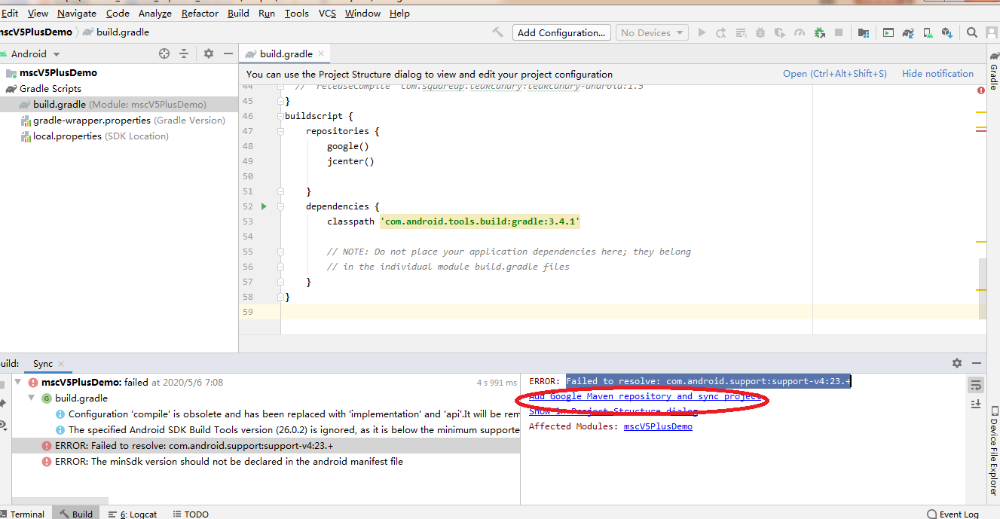 Edit View Navigate Code Analyze Refactor Build Run Tools VCS Window Help
mscV5PlusDemo build.gradle
Add Configuration...
No Devices
Android
build.gradle
mscV5PlusDemo
Gradle Scripts
build.gradle (Module: mscV5PlusDemo)
gradle-wrapper.properties (Gradle Version)
local.properties (SDK Location)
You can use the Project Structure dialog to view and edit your project configuration
Open (Ctrl+Alt+Shift+S)
Hide notification
44 // releaseCompile 'com.squareup.leakcanary:leakcanary-android:1.5'
45 }
46 buildscript {
47 repositories {
48 google()
49 jcenter()
50
51 }
52 dependencies {
53 classpath 'com.android.tools.build:gradle:3.4.1'
54
55 // NOTE: Do not place your application dependencies here; they belong
56 // in the individual module build.gradle files
57 }
58 }
59
Gradle
Device File Explorer
uild: Sync
mscV5PlusDemo: failed at 2020/5/6 7:08
4 s 991 ms
build.gradle
Configuration 'compile' is obsolete and has been replaced with 'implementation' and 'api'.It will be rem
The specified Android SDK Build Tools version (26.0.2) is ignored, as it is below the minimum supporte
ERROR: Failed to resolve: com.android.support:support-v4:23.+
ERROR: The minSdk version should not be declared in the android manifest file
ERROR: Failed to resolve: com.android.support:support-v4:23.+
Add Google Maven repository and sync project
Show in Project Structure dialog
Affected Modules: mscV5PlusDemo
Terminal
Build
6: Logcat
TODO
Event Log